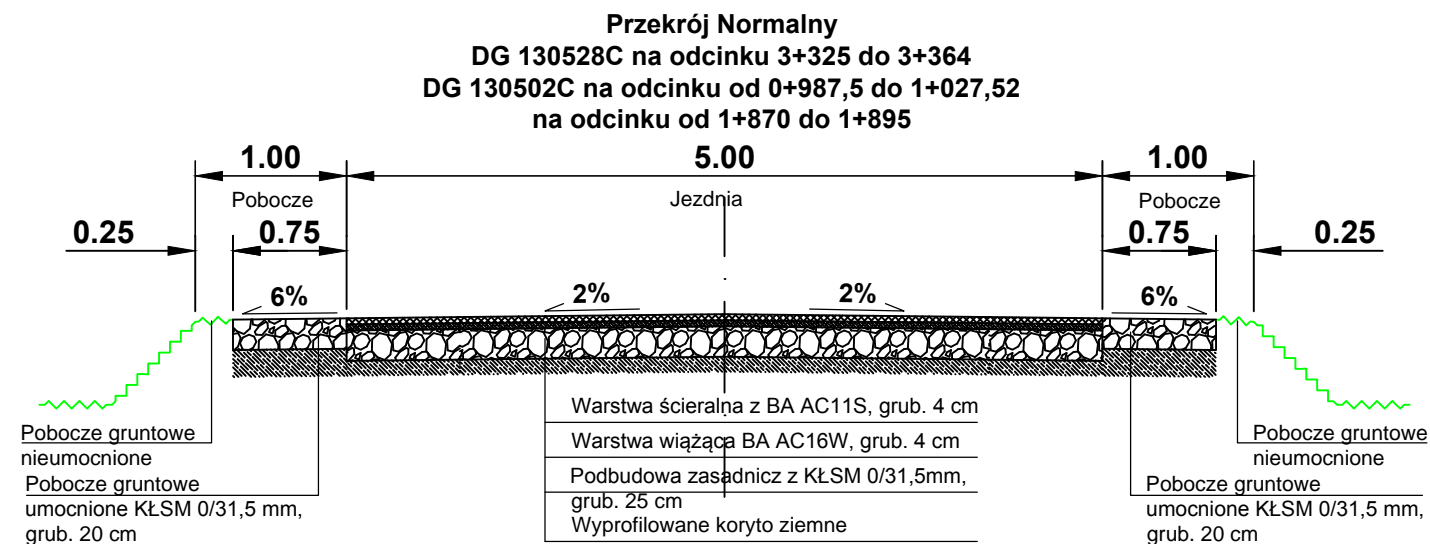 Przekrój Normalny
DG 130528C na odcinku 3+325 do 3+364
DG 130502C na odcinku od 0+987,5 do 1+027,52
na odcinku od 1+870 do 1+895
1.00 5.00 1.00
Pobocze Jezdnia Pobocze
0.25 0.75 0.75 0.25
6% 2% 2% 6%
Warstwa ścieralna z BA AC11S, grub. 4 cm
Warstwa wiążąca BA AC16W, grub. 4 cm
Podbudowa zasadnicz z KŁSM 0/31,5mm,
grub. 25 cm
Wyprofilowane koryto ziemne
Pobocze gruntowe
nieumocnione
Pobocze gruntowe
umocnione KŁSM 0/31,5 mm,
grub. 20 cm
Pobocze gruntowe
nieumocnione
Pobocze gruntowe
umocnione KŁSM 0/31,5 mm,
grub. 20 cm